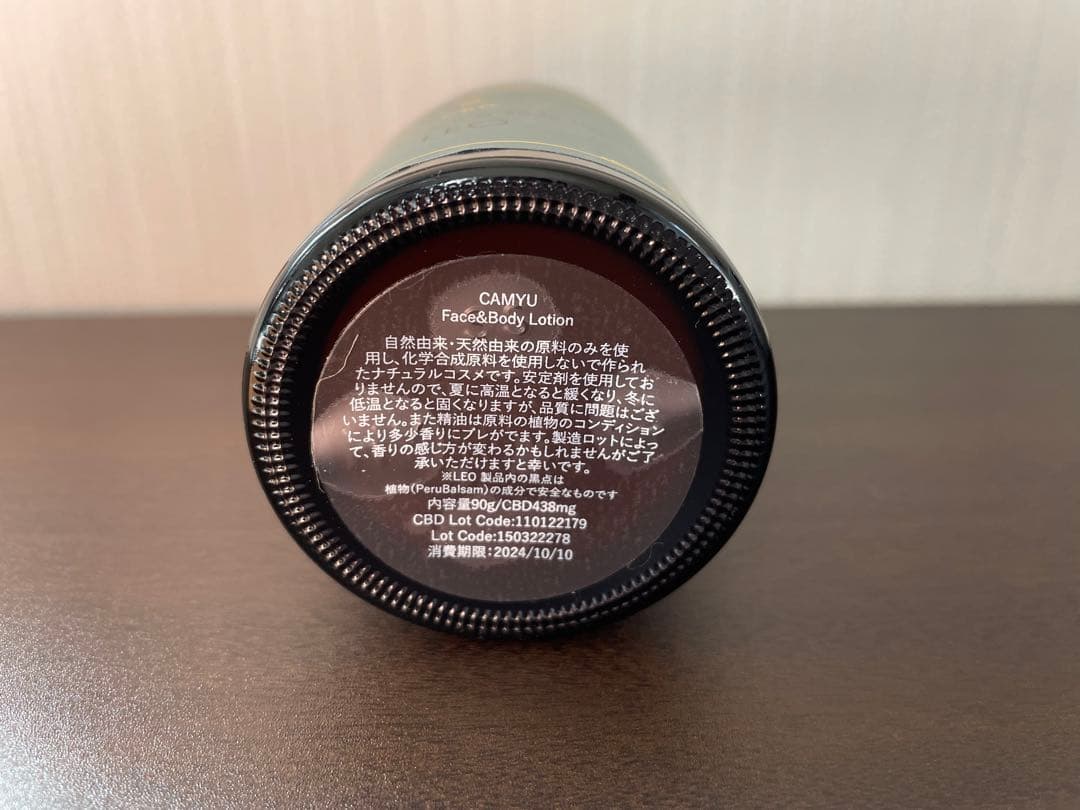 CAMYU
Face&Body Lotion
自然由来・天然由来の原料のみを使
用し、化学合成原料を使用しないで作られ
たナチュラルコスメです。安定剤を使用してお
りませんので、夏に高温となると緩くなり、冬に
低温となると固くなりますが、品質に問題はござ
いません。また精油は原料の植物のコンディション
により多少香りにブレがでます。製造ロットによっ
て、香りの感じ方が変わるかもしれませんがご了
承いただけますと幸いです。
※LEO 製品内の黒点は
植物(PeruBalsam)の成分で安全なものです
内容量90g/CBD438mg
CBD Lot Code:110122179
Lot Code:150322278
消費期限:2024/10/10